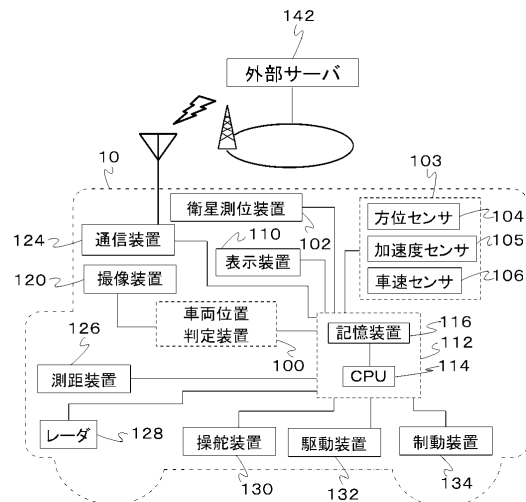 142
外部サーバ
10
103
衛星測位装置
102
方位センサ
104
加速度センサ
105
車速センサ
106
124
通信装置
110
表示装置
120
撮像装置
車両位置
判定装置
100
記憶装置
116
112
CPU
114
126
測距装置
レーダ
128
操舵装置
130
駆動装置
132
制動装置
134